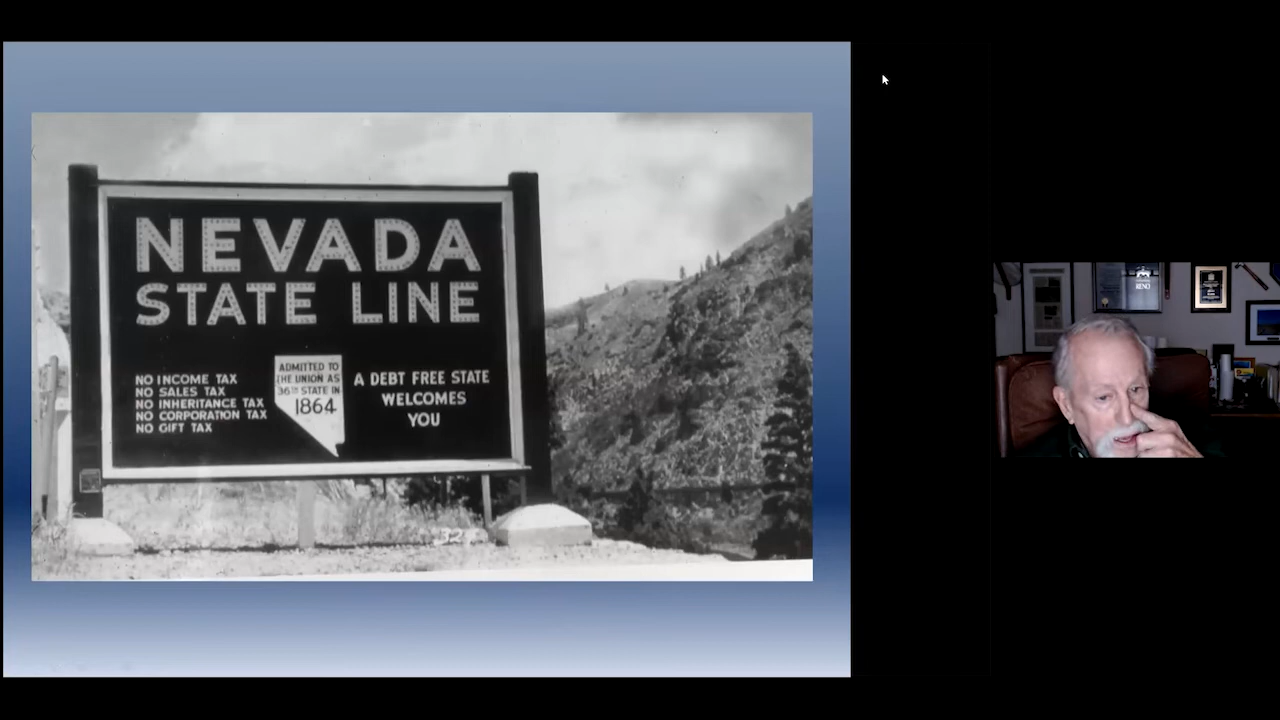 NEVADA
STATE LINE
NO INCOME TAX
NO SALES TAX
NO INHERITANCE TAX
NO CORPORATION TAX
NO GIFT TAX
ADMITTED TO
THE UNION AS
36TH STATE IN
1864
A DEBT FREE STATE
WELCOMES
YOU
RENO